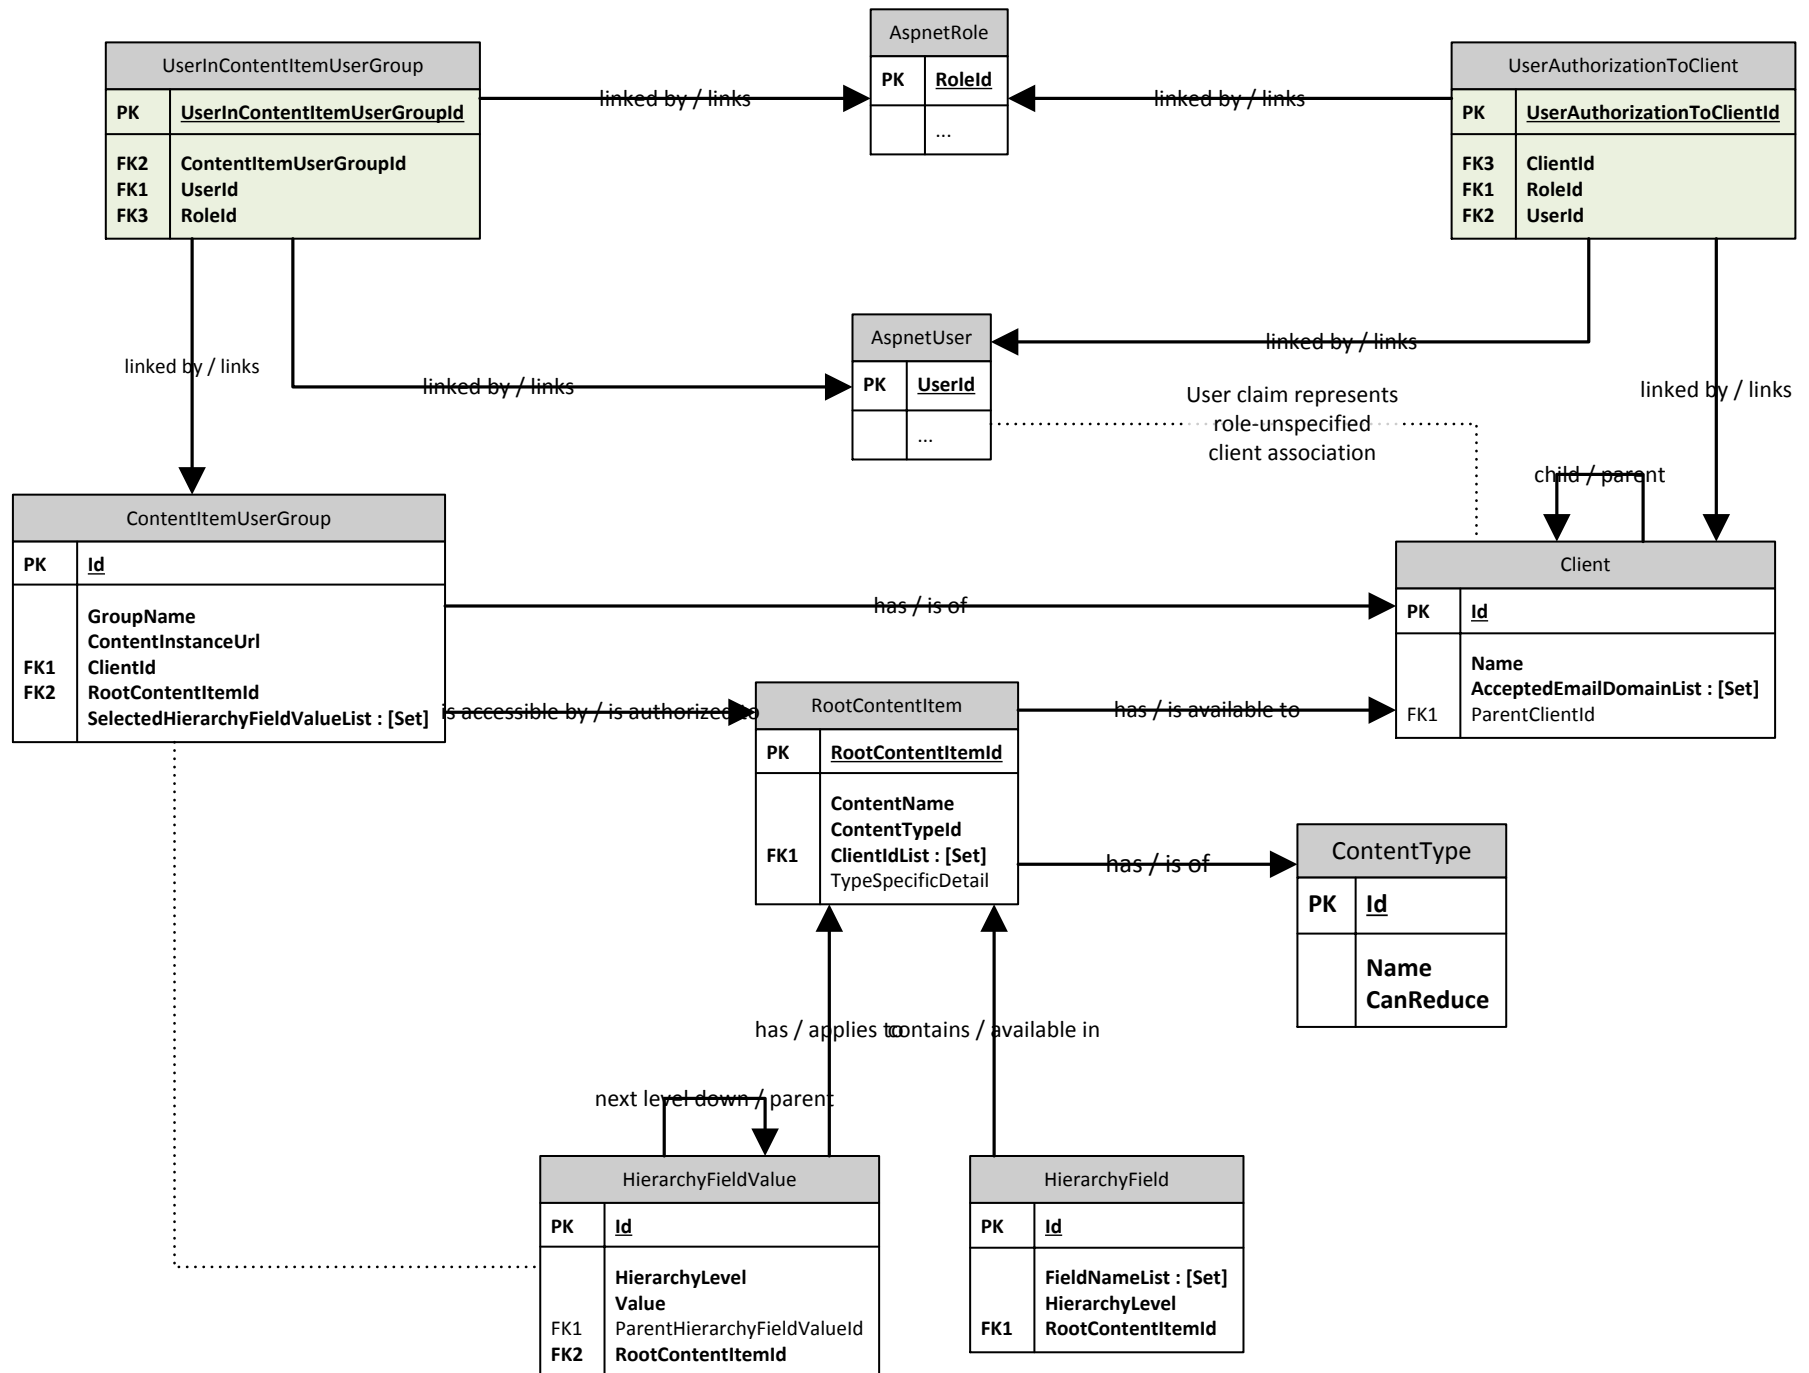 AspnetRole
PK RoleId
...
UserInContentItemUserGroup
PK UserInContentItemUserGroupId
FK2 ContentItemUserGroupId
FK1 UserId
FK3 RoleId
linked by / links
linked by / links
UserAuthorizationToClient
PK UserAuthorizationToClientId
FK3 ClientId
FK1 RoleId
FK2 UserId
linked by / links
linked by / links
AspnetUser
PK UserId
...
linked by / links
User claim represents
role-unspecified
client association
linked by / links
child / parent
ContentItemUserGroup
PK Id
GroupName
ContentInstanceUrl
FK1 ClientId
FK2 RootContentItemId
SelectedHierarchyFieldValueList : [Set]
has / is of
Client
PK Id
Name
AcceptedEmailDomainList : [Set]
FK1 ParentClientId
is accessible by / is authorized to
RootContentItem
PK RootContentItemId
ContentName
ContentTypeId
FK1 ClientIdList : [Set]
TypeSpecificDetail
has / is available to
has / is of
ContentType
PK Id
Name
CanReduce
has / applies to
contains / available in
next level down / parent
HierarchyFieldValue
PK Id
HierarchyLevel
Value
FK1 ParentHierarchyFieldValueId
FK2 RootContentItemId
HierarchyField
PK Id
FieldNameList : [Set]
HierarchyLevel
FK1 RootContentItemId